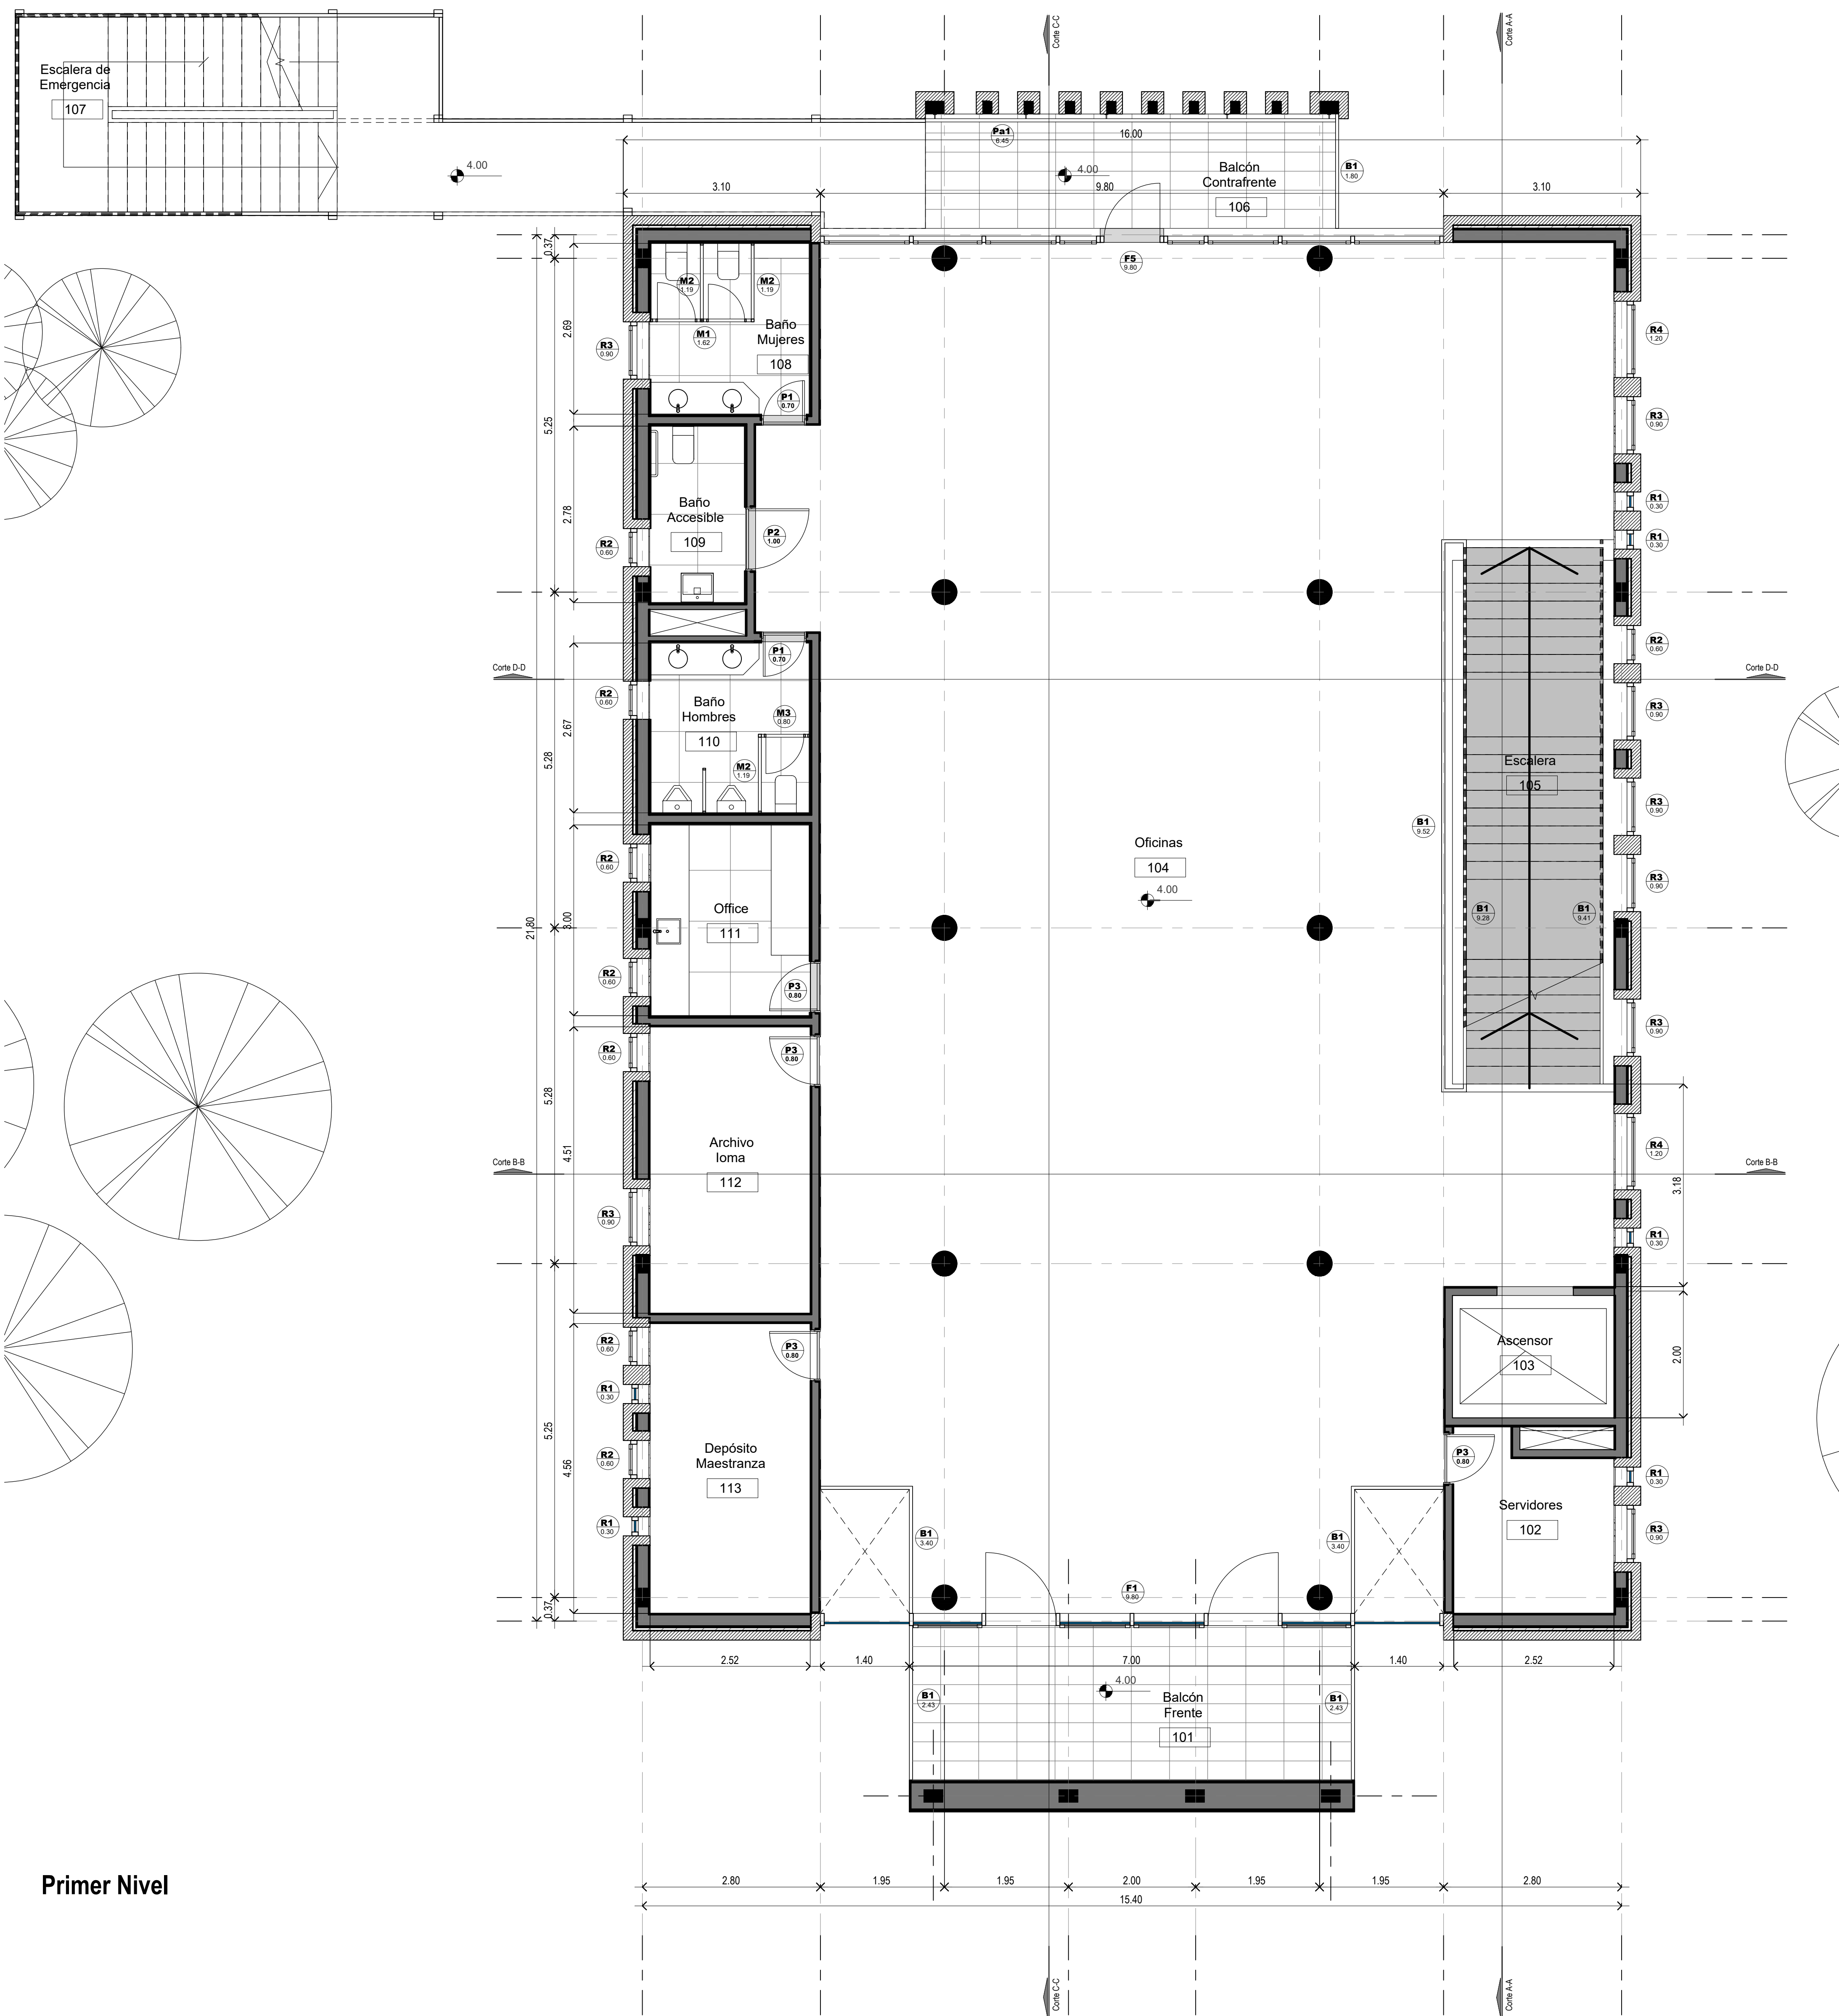 Corte C-C
Corte A-A
Escalera de
Emergencia
107
4.00
Pa1
6.45
16.00
4.00
Balcón
Contrafrente
106
B1
1.80
3.10
9.80
3.10
0.37
F5
9.80
M2
1.19
M2
1.19
Baño
Mujeres
108
M1
1.62
2.69
R3
0.90
P1
0.70
R4
1.20
R3
0.90
5.25
R1
0.30
R1
0.30
Baño
Accesible
109
2.78
P2
1.00
R2
0.60
R2
0.60
P1
0.70
Corte D-D
Corte D-D
R2
0.60
Baño
Hombres
110
M3
0.80
M2
1.19
2.67
5.28
R3
0.90
Escalera
105
R3
0.90
B1
9.52
Oficinas
104
4.00
R2
0.60
R3
0.90
Office
111
B1
9.28
B1
9.41
21.80
3.00
R2
0.60
P3
0.80
R3
0.90
R2
0.60
P3
0.80
5.28
4.51
Archivo
Ioma
112
R4
1.20
Corte B-B
Corte B-B
3.18
R3
0.90
R1
0.30
R2
0.60
P3
0.80
Ascensor
103
2.00
R1
0.30
5.25
4.56
R2
0.60
Depósito
Maestranza
113
P3
0.80
R1
0.30
Servidores
102
R1
0.30
B1
3.40
B1
3.40
R3
0.90
F1
9.80
0.37
2.52
1.40
7.00
1.40
2.52
4.00
B1
2.43
B1
2.43
Balcón
Frente
101
Primer Nivel
2.80
1.95
1.95
2.00
1.95
1.95
2.80
15.40
Corte C-C
Corte A-A